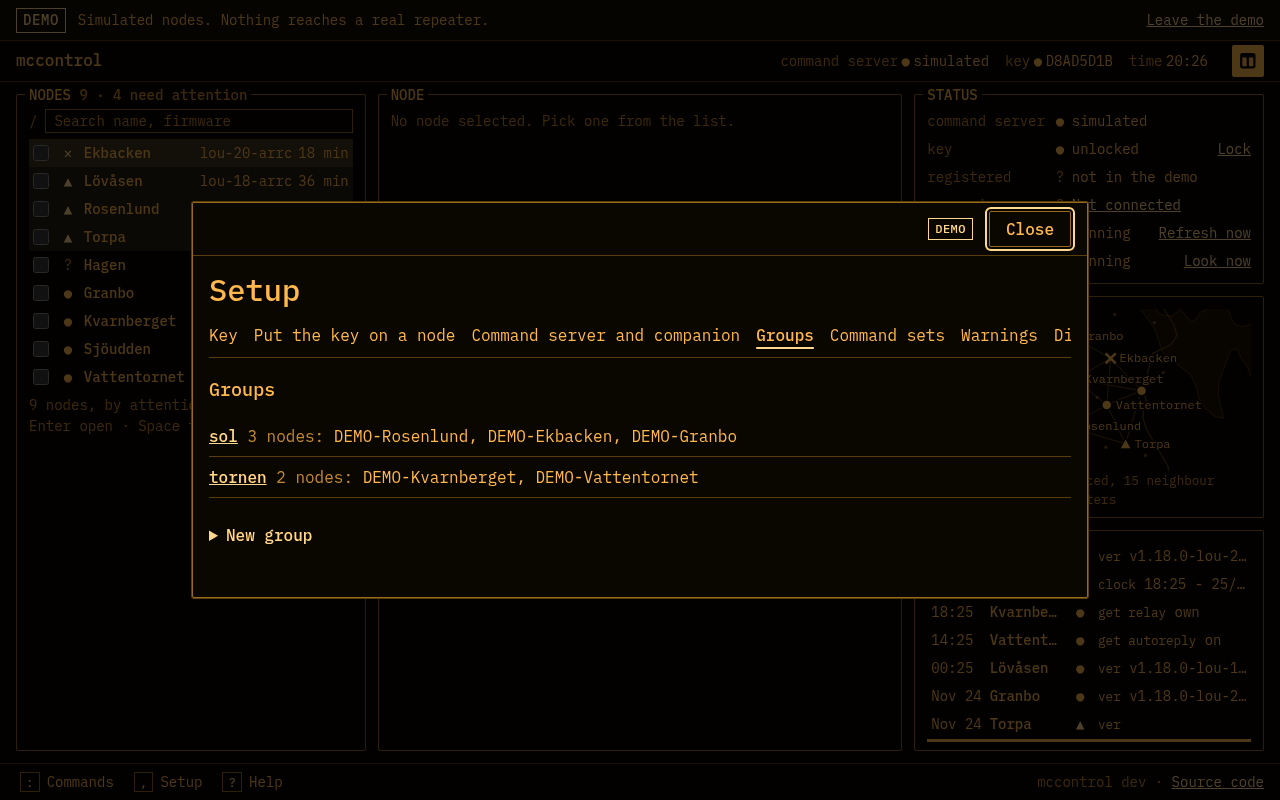 DEMO Simulated nodes. Nothing reaches a real repeater. Leave the demo
mccontrol command server ● simulated key ● D8AD5D1B time 20:26
NODES 9 · 4 need attention
/ Search name, firmware
× Ekbacken lou-20-arrc 18 min
▲ Lövåsen lou-18-arrc 36 min
▲ Rosenlund
▲ Torpa
? Hagen
● Granbo
● Kvarnberget
● Sjöudden
● Vattentornet
9 nodes, by
Enter open · Space
NODE
No node selected. Pick one from the list.
STATUS
command server ● simulated
key ● unlocked Lock
registered ? not in the demo
connected
Refresh now
Look now
DEMO Close
Setup
Key Put the key on a node Command server and companion Groups Command sets Warnings Di
Groups
sol 3 nodes: DEMO-Rosenlund, DEMO-Ekbacken, DEMO-Granbo
tornen 2 nodes: DEMO-Kvarnberget, DEMO-Vattentornet
▶ New group
ranbo
Ekbacken
Kvarnberget
Vattentornet
senlund
Torpa
ted, 15 neighbour
ters
ver v1.18.0-lou-2…
clock 18:25 - 25/…
18:25 Kvarnbe… ● get relay own
14:25 Vattent… ● get autoreply on
00:25 Lövåsen ● ver v1.18.0-lou-1…
Nov 24 Granbo ● ver v1.18.0-lou-2…
Nov 24 Torpa ▲ ver
: Commands , Setup ? Help mccontrol dev · Source code